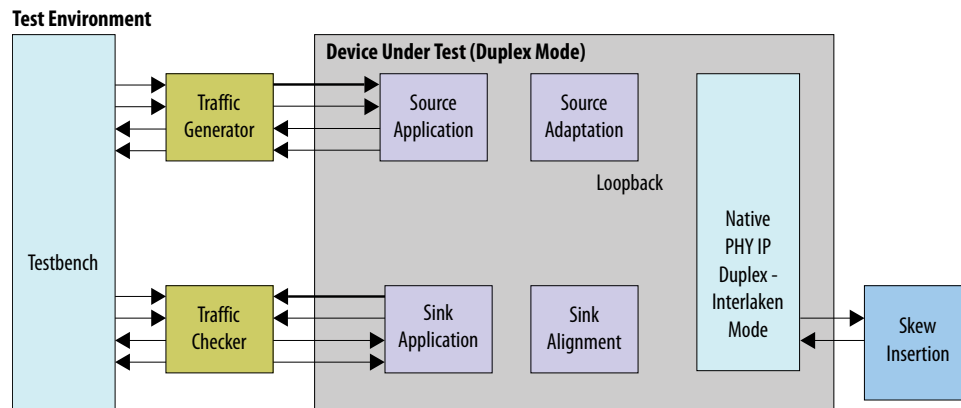 Test Environment
Device Under Test (Duplex Mode)
Traffic
Generator
Source
Application
Source
Adaptation
Loopback
Native
PHY IP
Duplex -
Interlaken
Mode
Testbench
Traffic
Checker
Sink
Application
Sink
Alignment
Skew
Insertion